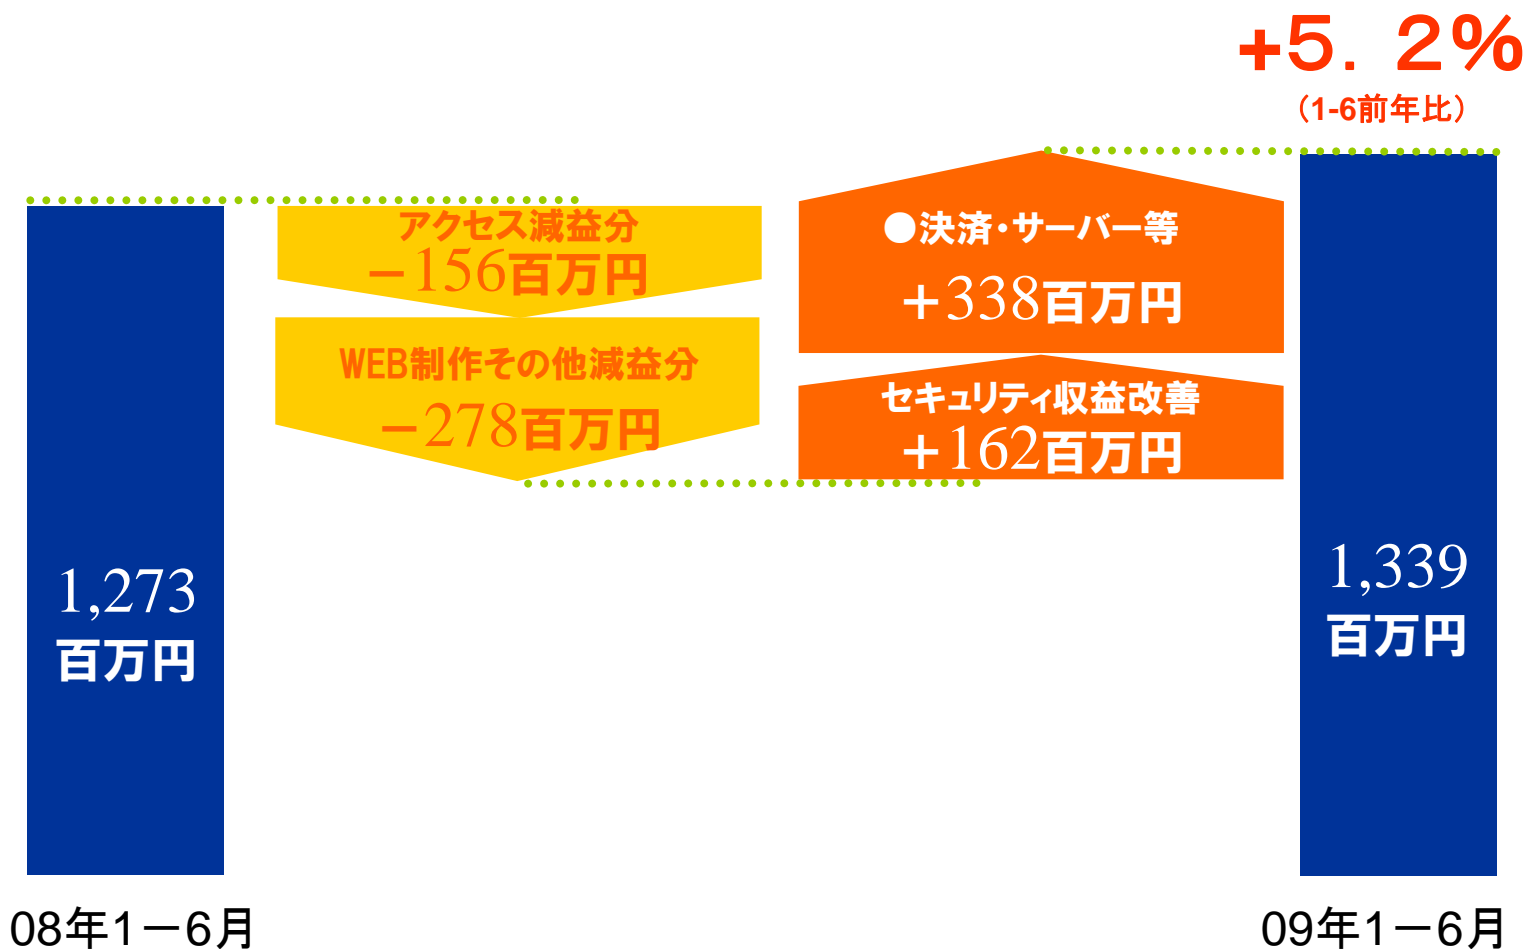 +5．2%
（1-6前年比）
アクセス減益分
－156百万円
WEB制作その他減益分
－278百万円
●決済・サーバー等
＋338百万円
セキュリティ収益改善
＋162百万円
1,273
百万円
1,339
百万円
08年1－6月
09年1－6月